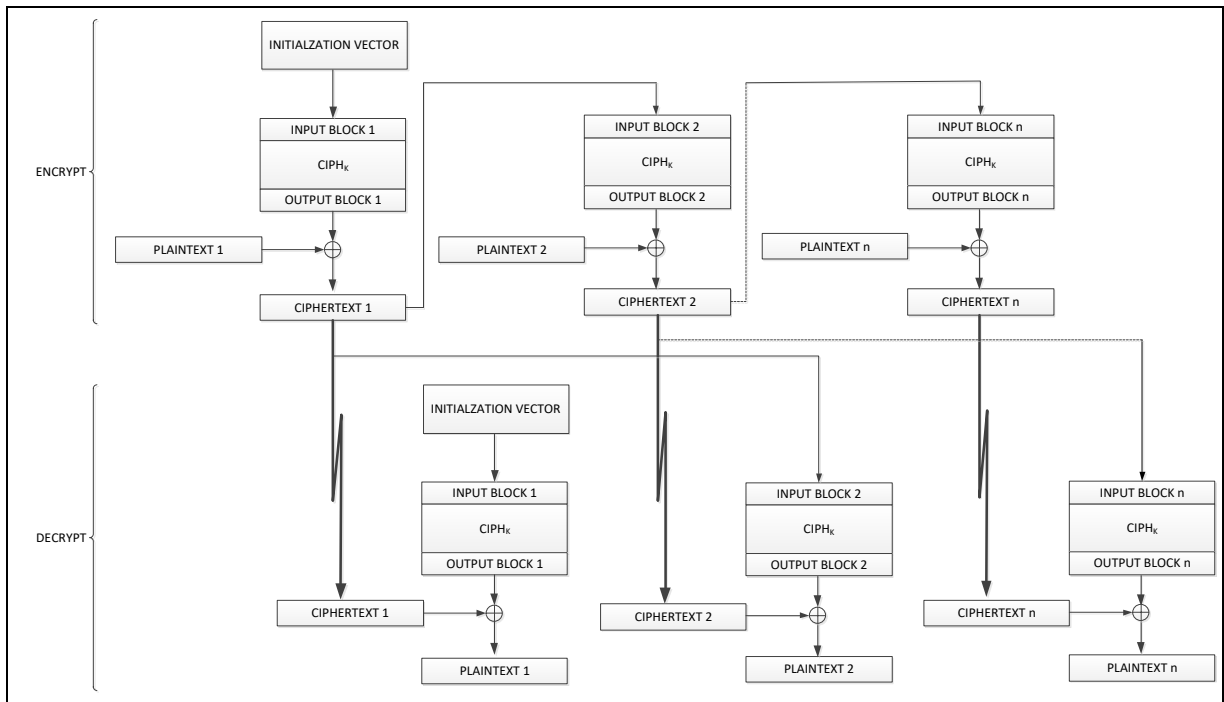 INITIALZATION VECTOR
INPUT BLOCK 1
INPUT BLOCK 2
INPUT BLOCK n
CIPHK
CIPHK
CIPHK
ENCRYPT
OUTPUT BLOCK 1
OUTPUT BLOCK 2
OUTPUT BLOCK n
PLAINTEXT 1
PLAINTEXT 2
PLAINTEXT n
CIPHERTEXT 1
CIPHERTEXT 2
CIPHERTEXT n
INITIALZATION VECTOR
INPUT BLOCK 1
INPUT BLOCK 2
INPUT BLOCK n
CIPHK
CIPHK
CIPHK
DECRYPT
OUTPUT BLOCK 1
OUTPUT BLOCK 2
OUTPUT BLOCK n
CIPHERTEXT 1
CIPHERTEXT 2
CIPHERTEXT n
PLAINTEXT 1
PLAINTEXT 2
PLAINTEXT n